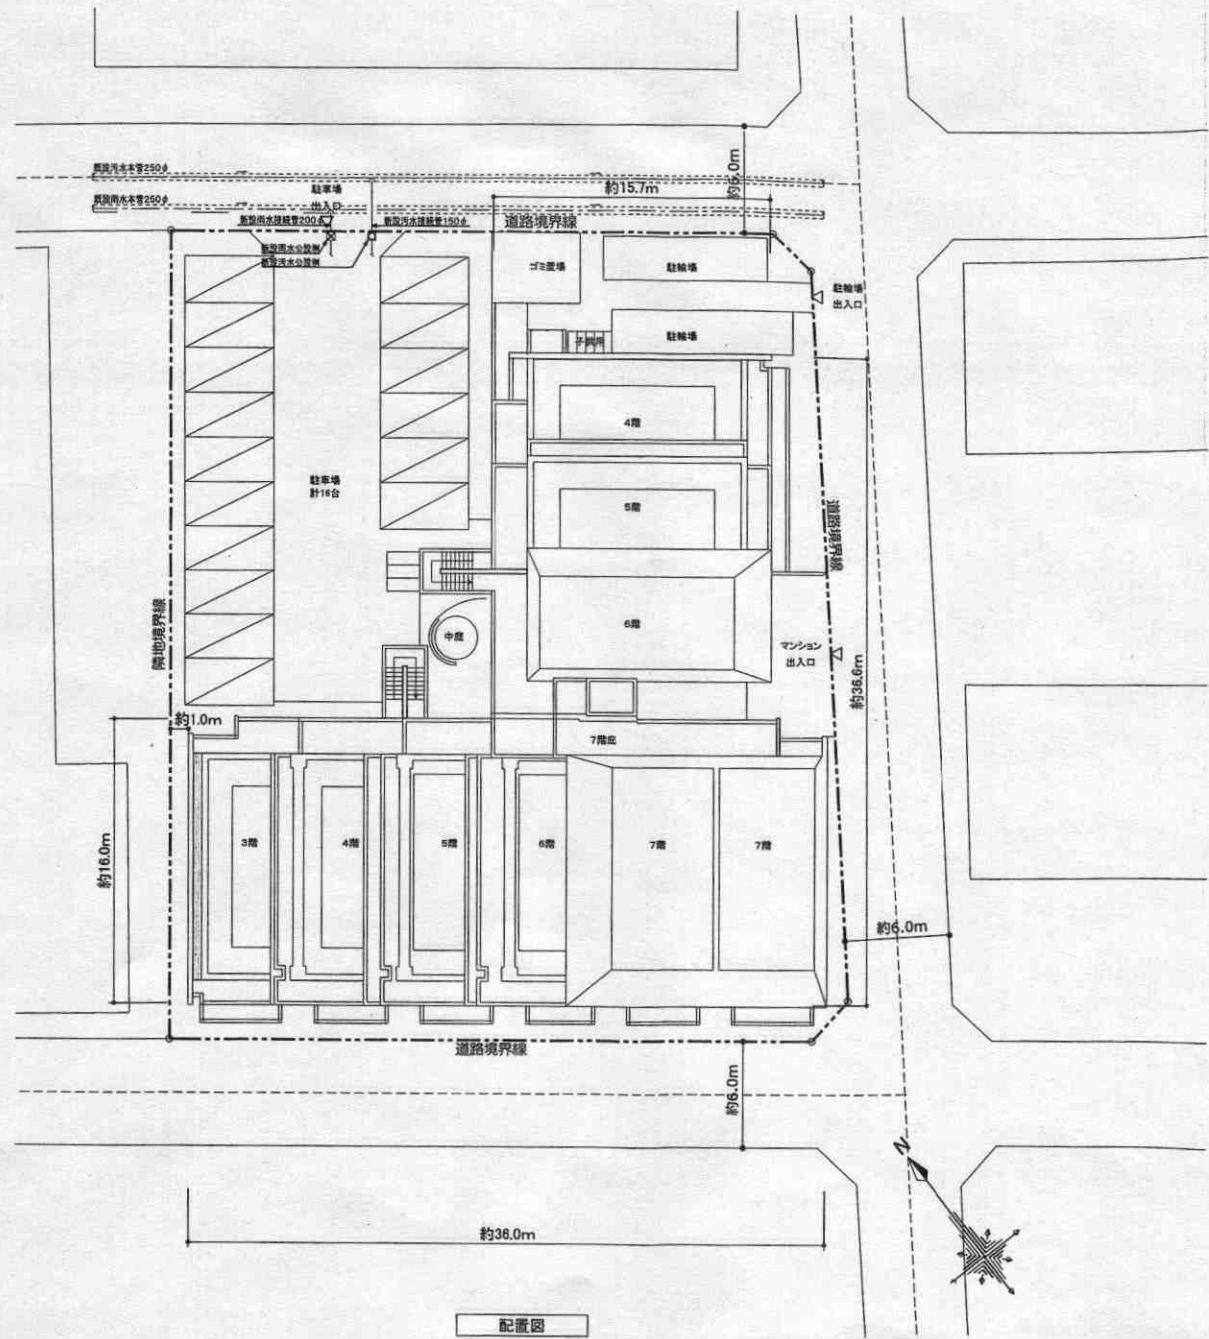 約6.0m
既設汚水本管250φ
約15.7m
駐車場
出入口
既設雨水本管250φ
新設雨水接続管200φ
新設汚水接続管150φ
道路境界線
新設雨水公設桝
新設汚水公設桝
ゴミ置場
駐輪場
駐輪場
出入口
子供用
駐輪場
4階
駐車場
計16台
5階
道路境界線
隣地境界線
中庭
6階
マンション
出入口
約36.6m
約1.0m
7階庇
約16.0m
3階
4階
5階
6階
7階
7階
約6.0m
道路境界線
約6.0m
N
約36.0m
配置図